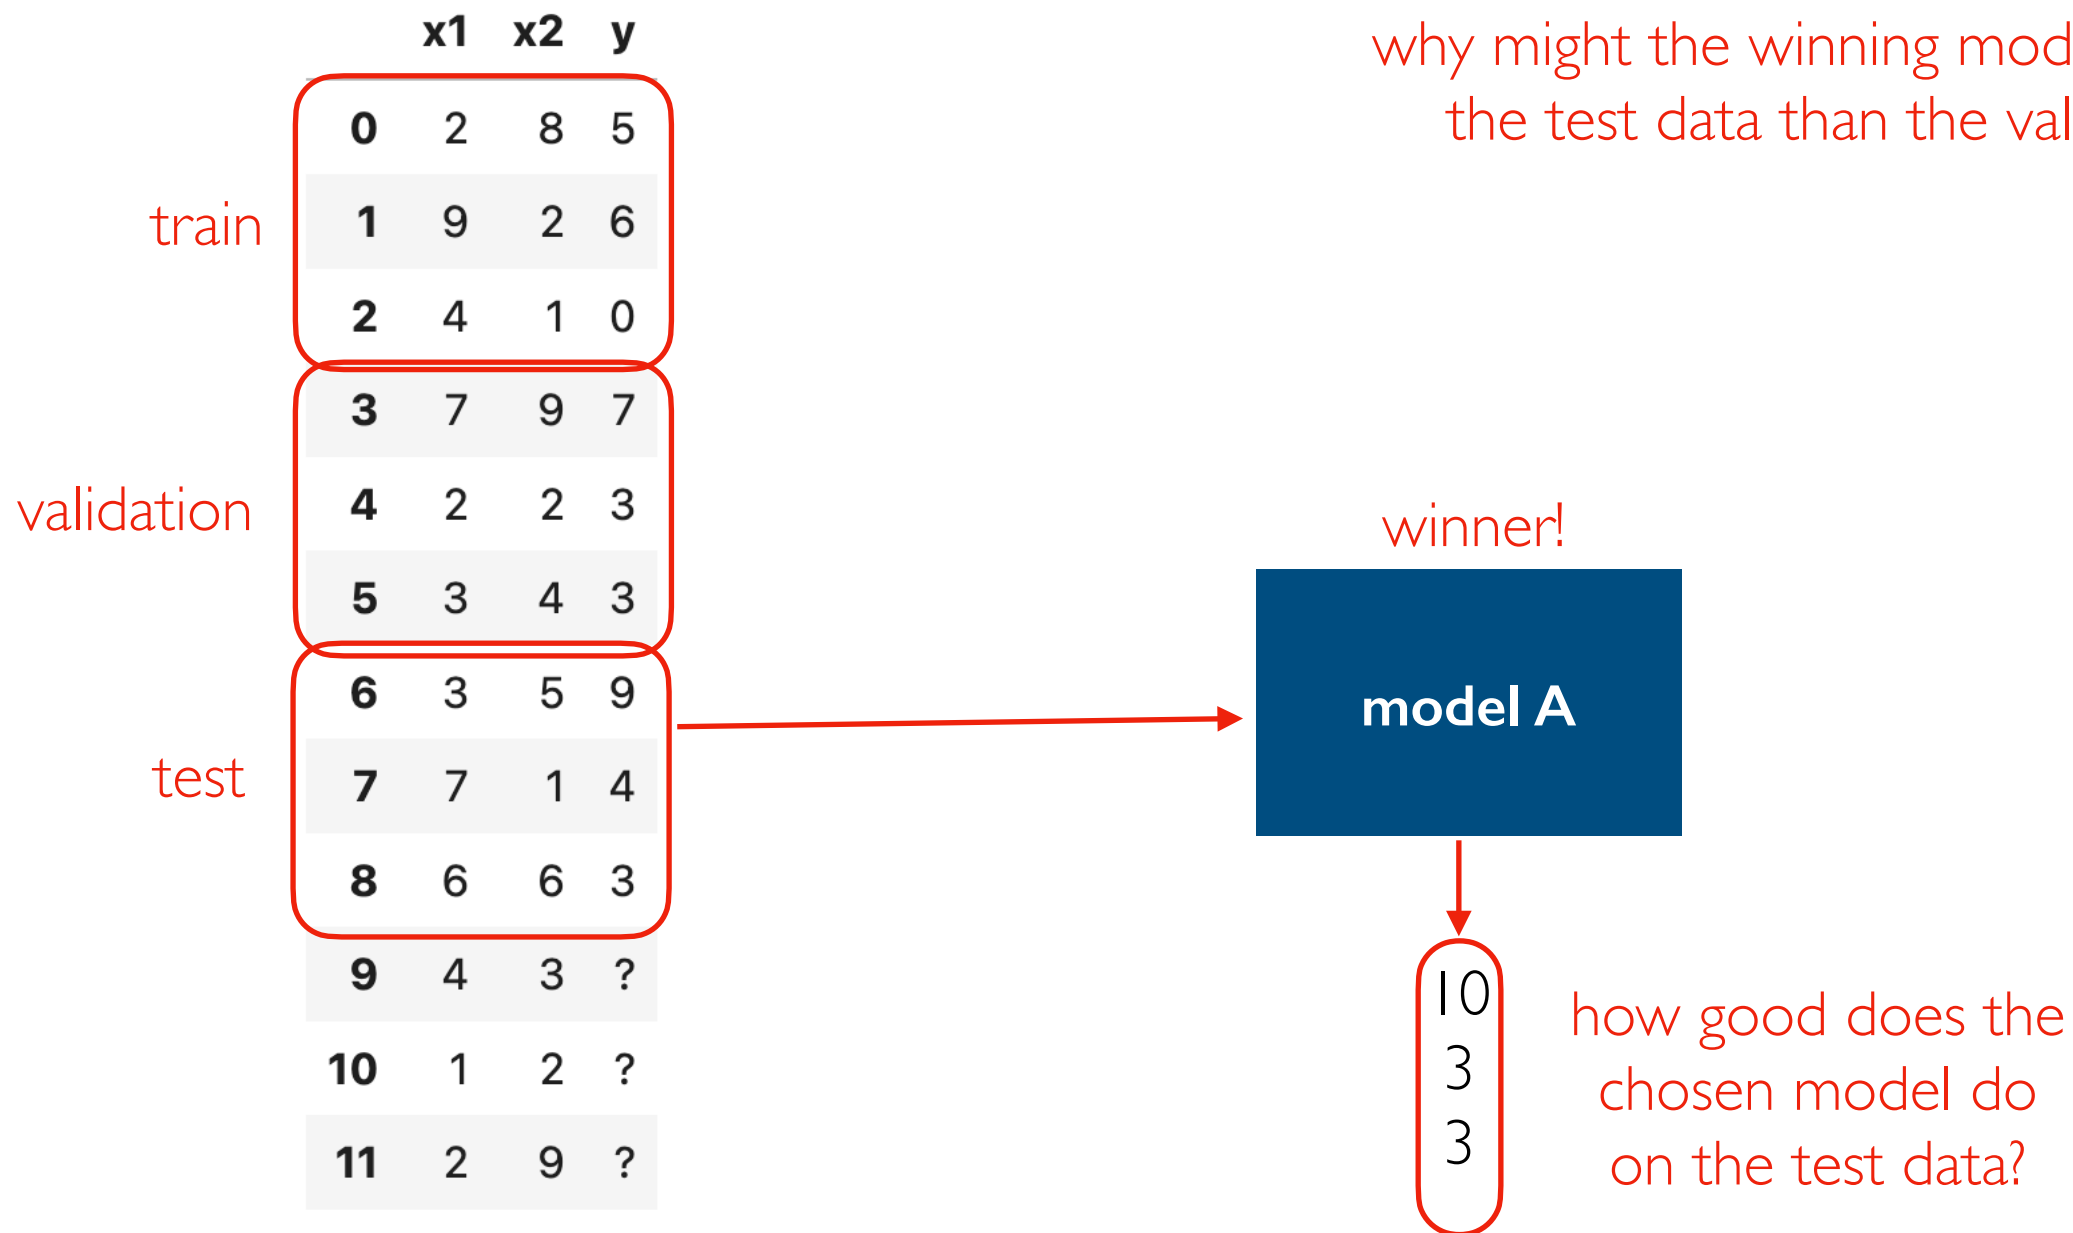 x1 x2 y
0 2 8 5
1 9 2 6
2 4 1 0
3 7 9 7
4 2 2 3
5 3 4 3
6 3 5 9
7 7 1 4
8 6 6 3
9 4 3 ?
10 1 2 ?
11 2 9 ?
train
validation
test
why might the winning mod
the test data than the val
winner!
model A
10
3
3
how good does the
chosen model do
on the test data?